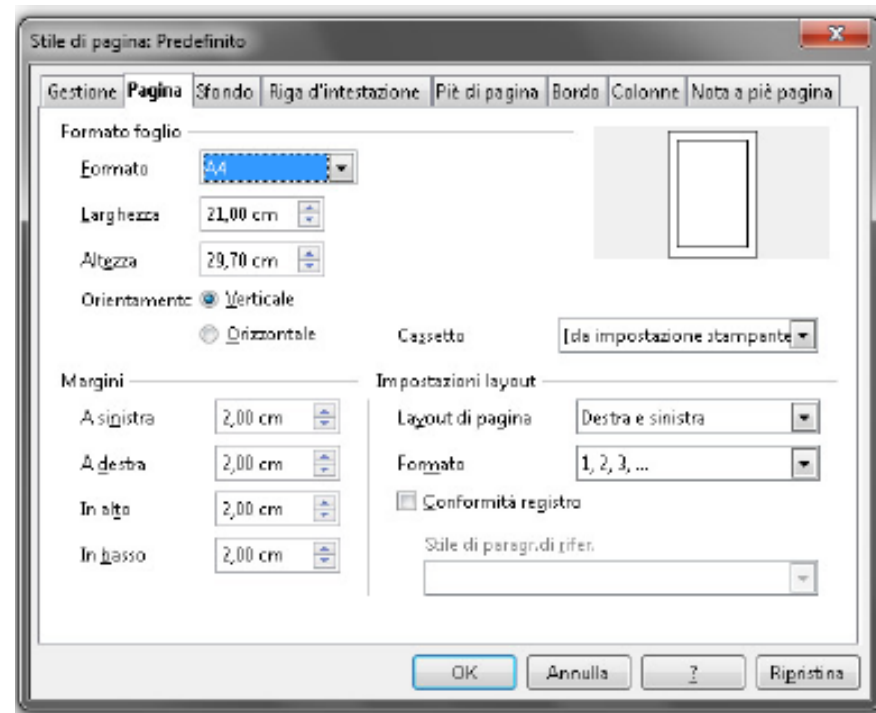 Stile di pagina: Predefinito
Gestione Pagina Sfondo Riga d'intestazione Piè di pagina Bordo Colonne Nota a piè pagina
Formato foglio
Formato A4
Larghezza 21,00 cm
Altezza 29,70 cm
Orientamento Verticale
Orizzontale Cassetto [da impostazione stampante
Margini Impostazioni layout
A sinistra 2,00 cm Layout di pagina Destra e sinistra
A destra 2,00 cm Formato 1, 2, 3, ...
In alto 2,00 cm Conformità registro
In basso 2,00 cm Stile di paragr.di rifer.
OK Annulla ? Ripristina